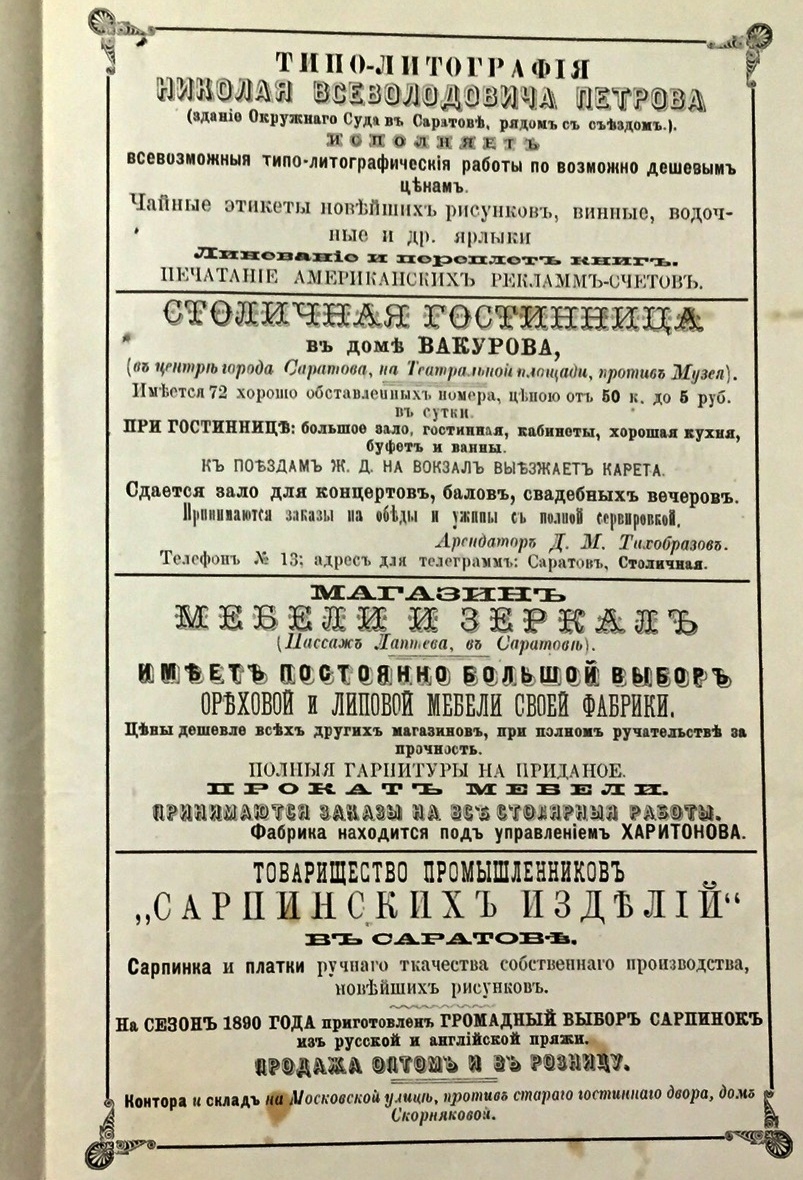 ТИПО-ЛИТОГРАФІЯ
НИКОЛАЯ ВСЕВОЛОДОВИЧА ПЕТРОВА
(зданіе Окружнаго Суда въ Саратовѣ, рядомъ съ съѣздомъ.).
ИСПОЛНЯЕТЪ
всевозможныя типо-литографическія работы по возможно дешевымъ
цѣнамъ.
Чайные этикеты новѣйшихъ рисунковъ, винные, водоч-
ные и др. ярлыки
Линованіе и переплетъ книгъ.
ПЕЧАТАНІЕ АМЕРИКАНСКИХЪ РЕКЛАММЪ-СЧЕТОВЪ.
СТОЛИЧНАЯ ГОСТИННИЦА
въ домѣ ВАКУРОВА,
(въ центрѣ города Саратова, на Театральной площади, противъ Музея).
Имѣется 72 хорошо обставленныхъ номера, цѣною отъ 50 к. до 5 руб.
въ сутки.
ПРИ ГОСТИННИЦѢ: большое зало, гостинная, кабинеты, хорошая кухня,
буфетъ и ванны.
КЪ ПОѢЗДАМЪ Ж. Д. НА ВОКЗАЛЪ ВЫѢЗЖАЕТЪ КАРЕТА.
Сдается зало для концертовъ, баловъ, свадебныхъ вечеровъ.
Принимаются заказы на обѣды и ужины съ полной сервировкой.
Арендаторъ Д. М. Тихобразовъ.
Телефонъ № 13; адресъ для телеграммъ: Саратовъ, Столичная.
МАГАЗИНЪ
МЕБЕЛИ И ЗЕРКАЛЪ
(Пассажъ Лаптева, въ Саратовѣ).
ИМѢЕТЪ ПОСТОЯННО БОЛЬШОЙ ВЫБОРЪ
ОРѢХОВОЙ и ЛИПОВОЙ МЕБЕЛИ СВОЕЙ ФАБРИКИ.
Цѣны дешевле всѣхъ другихъ магазиновъ, при полномъ ручательствѣ за
прочность.
ПОЛНЫЯ ГАРНИТУРЫ НА ПРИДАНОЕ.
ПРОКАТЪ МЕБЕЛИ.
ПРИНИМАЮТСЯ ЗАКАЗЫ НА ВСѢ СТОЛЯРНЫЯ РАБОТЫ.
Фабрика находится подъ управленіемъ ХАРИТОНОВА.
ТОВАРИЩЕСТВО ПРОМЫШЛЕННИКОВЪ
„САРПИНСКИХЪ ИЗДѢЛІЙ“
ВЪ САРАТОВѢ.
Сарпинка и платки ручнаго ткачества собственнаго производства,
новѣйшихъ рисунковъ.
На СЕЗОНЪ 1890 ГОДА приготовленъ ГРОМАДНЫЙ ВЫБОРЪ САРПИНОКЪ
изъ русской и англійской пряжи.
ПРОДАЖА ОПТОМЪ И ВЪ РОЗНИЦУ.
Контора и складъ на Московской улицѣ, противъ стараго гостиннаго двора, домъ
Скорняковой.